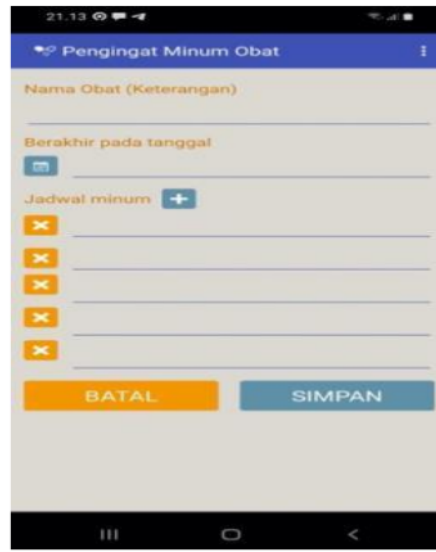 21.13
Pengingat Minum Obat
Nama Obat (Keterangan)
Berakhir pada tanggal
Jadwal minum
BATAL
SIMPAN